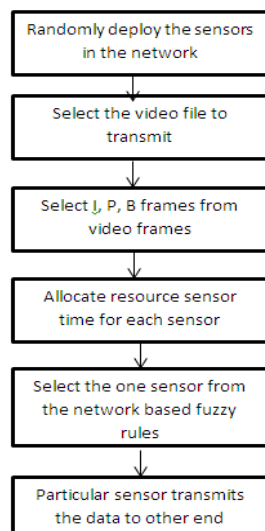 Randomly deploy the sensors
in the network
Select the video file to
transmit
Select I, P, B frames from
video frames
Allocate resource sensor
time for each sensor
Select the one sensor from
the network based fuzzy
rules
Particular sensor transmits
the data to other end